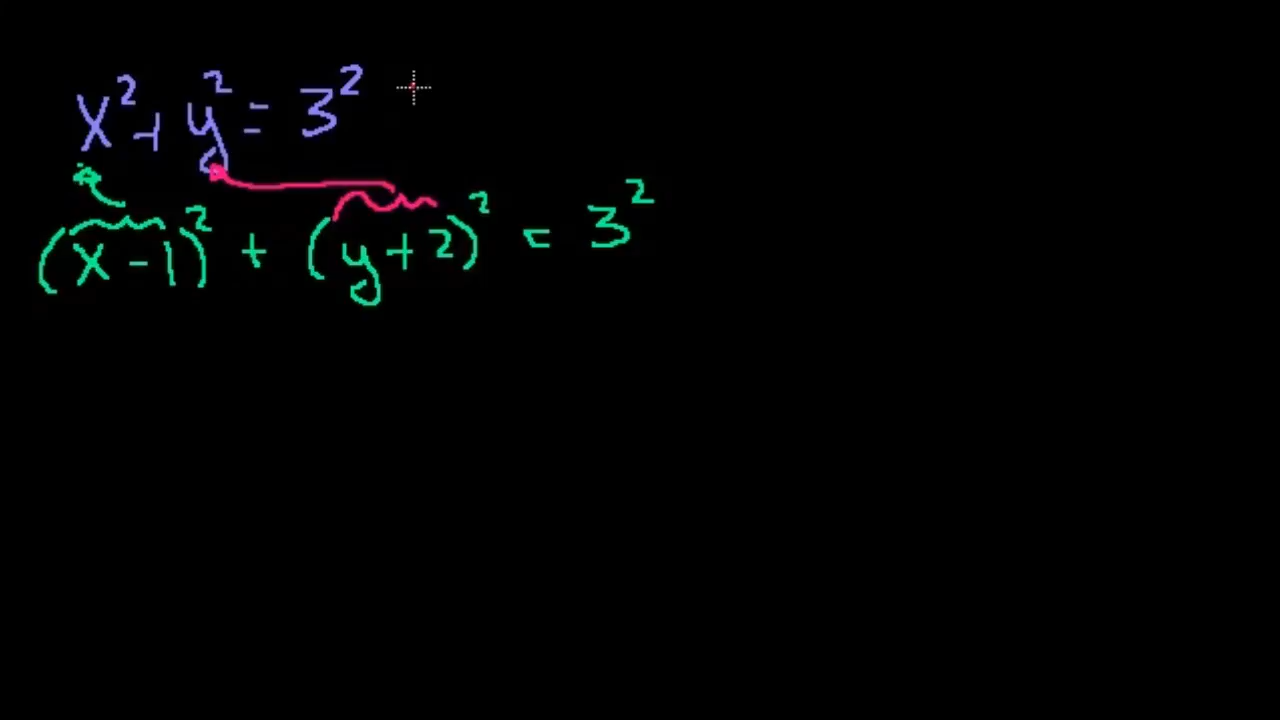 x² + y² = 3²
(x - 1)² + (y + 2)² = 3²